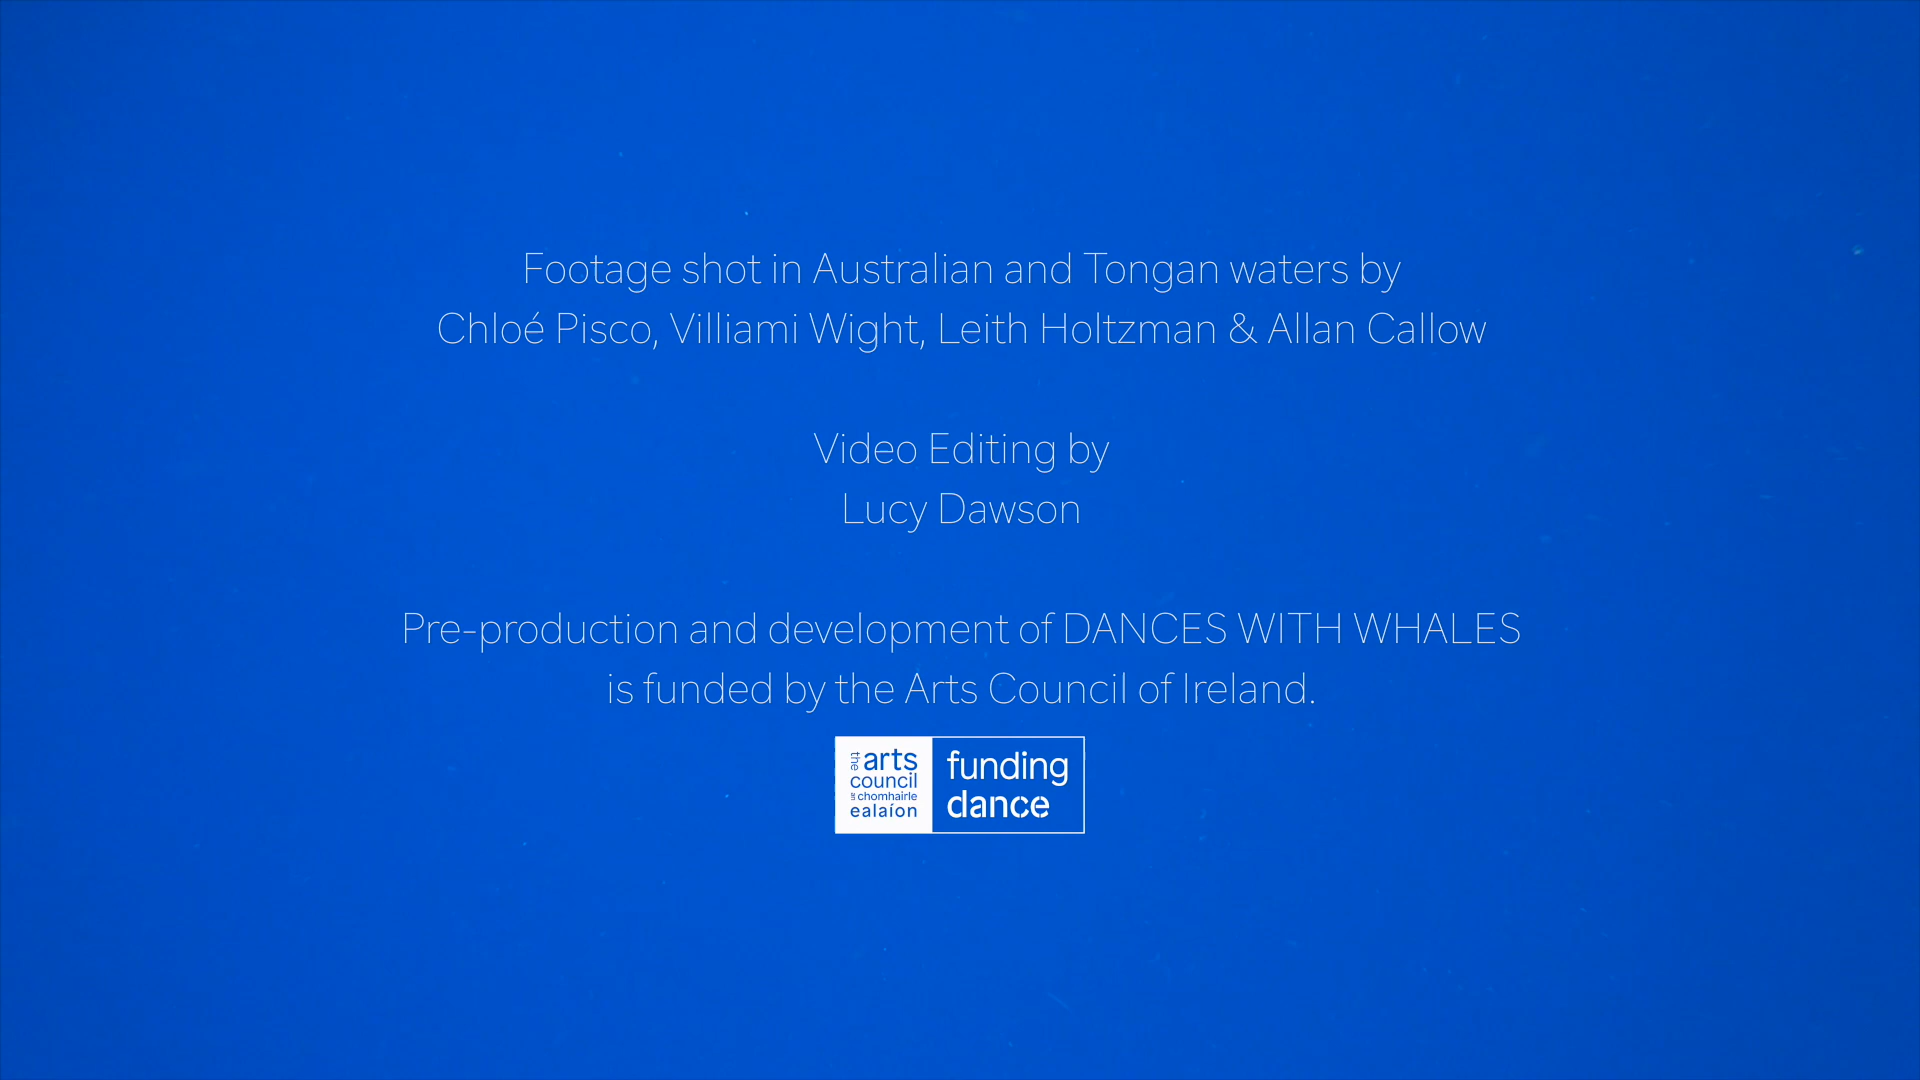 Footage shot in Australian and Tongan waters by
Chloé Pisco, Villiami Wight, Leith Holtzman & Allan Callow
Video Editing by
Lucy Dawson
Pre-production and development of DANCES WITH WHALES
is funded by the Arts Council of Ireland.
the arts
council
an chomhairle
ealaíon
funding
dance